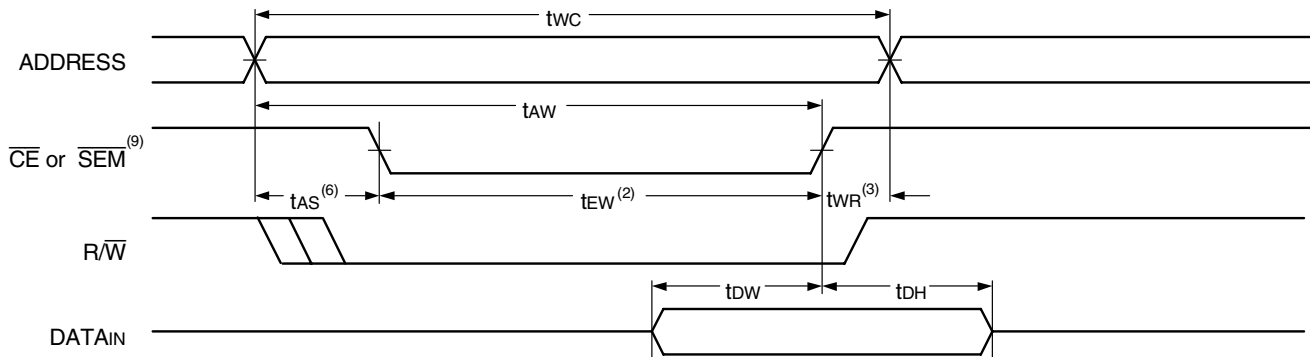 tWC
ADDRESS
tAW
CE or SEM(9)
tAS(6) tEW(2) tWR(3)
R/W
tDW tDH
DATAIN